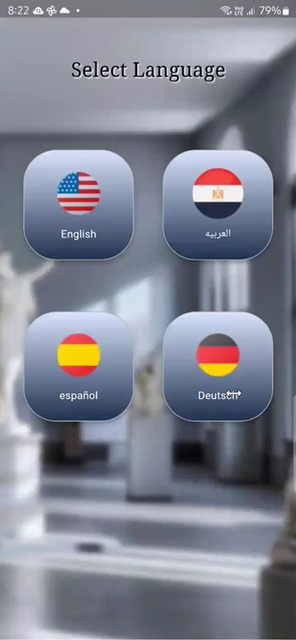 8:22
79%
Select Language
English
العربيه
español
Deutsch